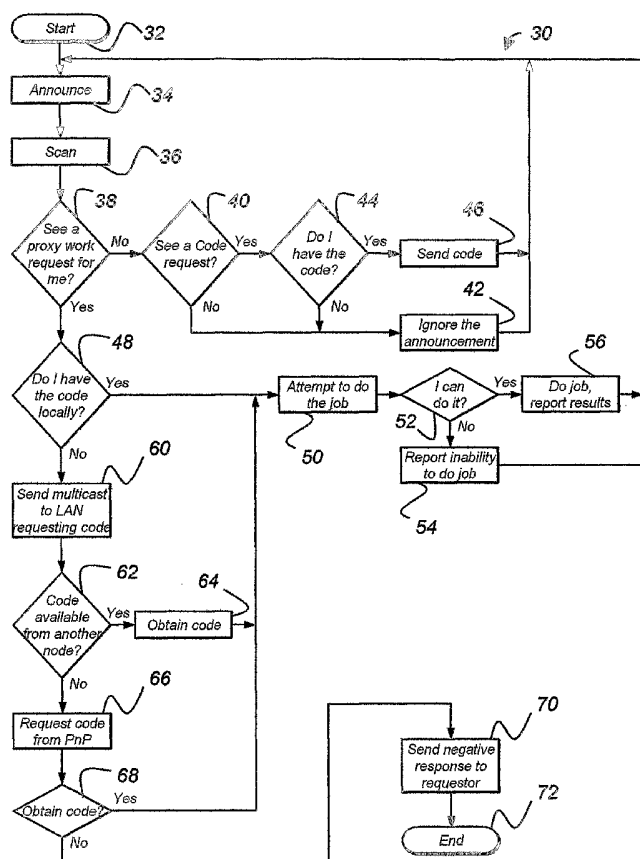 Start
32
30
Announce
34
Scan
36
38
40
44
46
See a
proxy work
request for
me?
No
See a Code
request?
Yes
Do I
have the
code?
Yes
Send code
Yes
No
No
42
Ignore the
announcement
48
Do I have
the code
locally?
Yes
Attempt to do
the job
50
I can
do it?
52
Yes
56
Do job,
report results
No
No
Report inability
to do job
54
60
Send multicast
to LAN
requesting code
62
Code
available
from another
node?
Yes
64
Obtain code
No
66
Request code
from PnP
68
Obtain code?
Yes
No
70
Send negative
response to
requestor
72
End